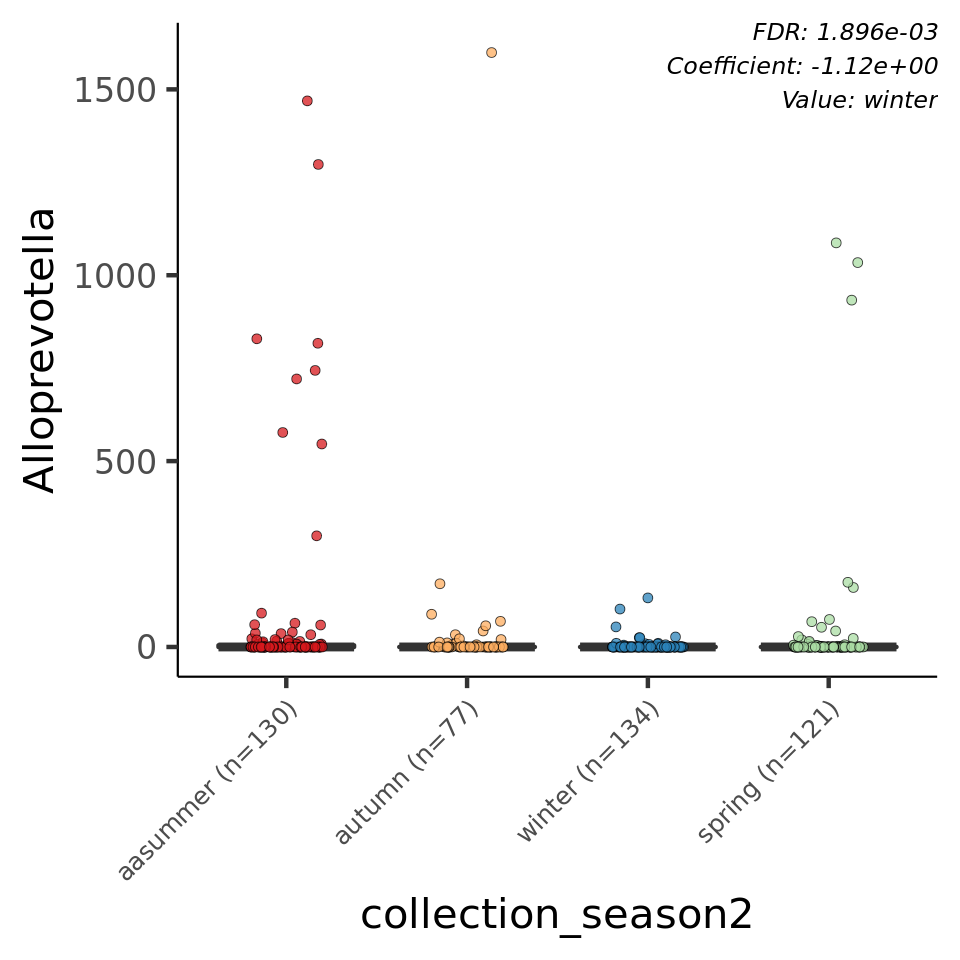 FDR: 1.896e-03
Coefficient: -1.12e+00
Value: winter
Alloprevotella
1500
1000
500
0
aasummer (n=130)
autumn (n=77)
winter (n=134)
spring (n=121)
collection_season2